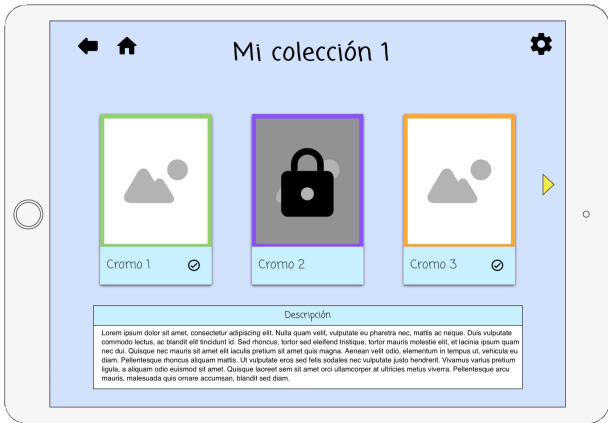 Mi colección 1
Cromo 1
Cromo 2
Cromo 3
Descripción
Lorem ipsum dolor sit amet, consectetur adipiscing elit. Nulla quam velit, vulputate eu pharetra nec, mattis ac neque. Duis vulputate
commodo lectus, ac blandit elit tincidunt id. Sed rhoncus, tortor sed eleifend tristique, tortor mauris molestie elit, et lacinia ipsum quam
nec dui. Quisque nec mauris sit amet elit iaculis pretium sit amet quis magna. Aenean velit odio, elementum in tempus ut, vehicula eu
diam. Pellentesque rhoncus aliquam mattis. Ut vulputate eros sed felis sodales nec vulputate justo hendrerit. Vivamus varius pretium
ligula, a aliquam odio euismod sit amet. Quisque laoreet sem sit amet orci ullamcorper at ultricies metus viverra. Pellentesque arcu
mauris, malesuada quis ornare accumsan, blandit sed diam.